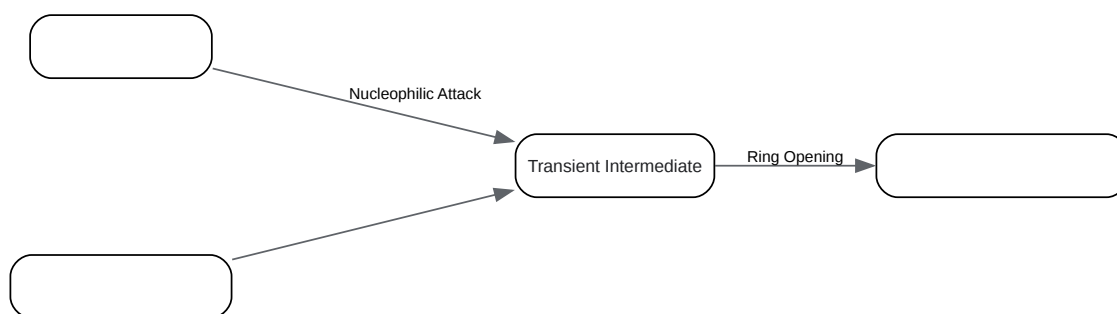 Nucleophilic Attack
Transient Intermediate
Ring Opening